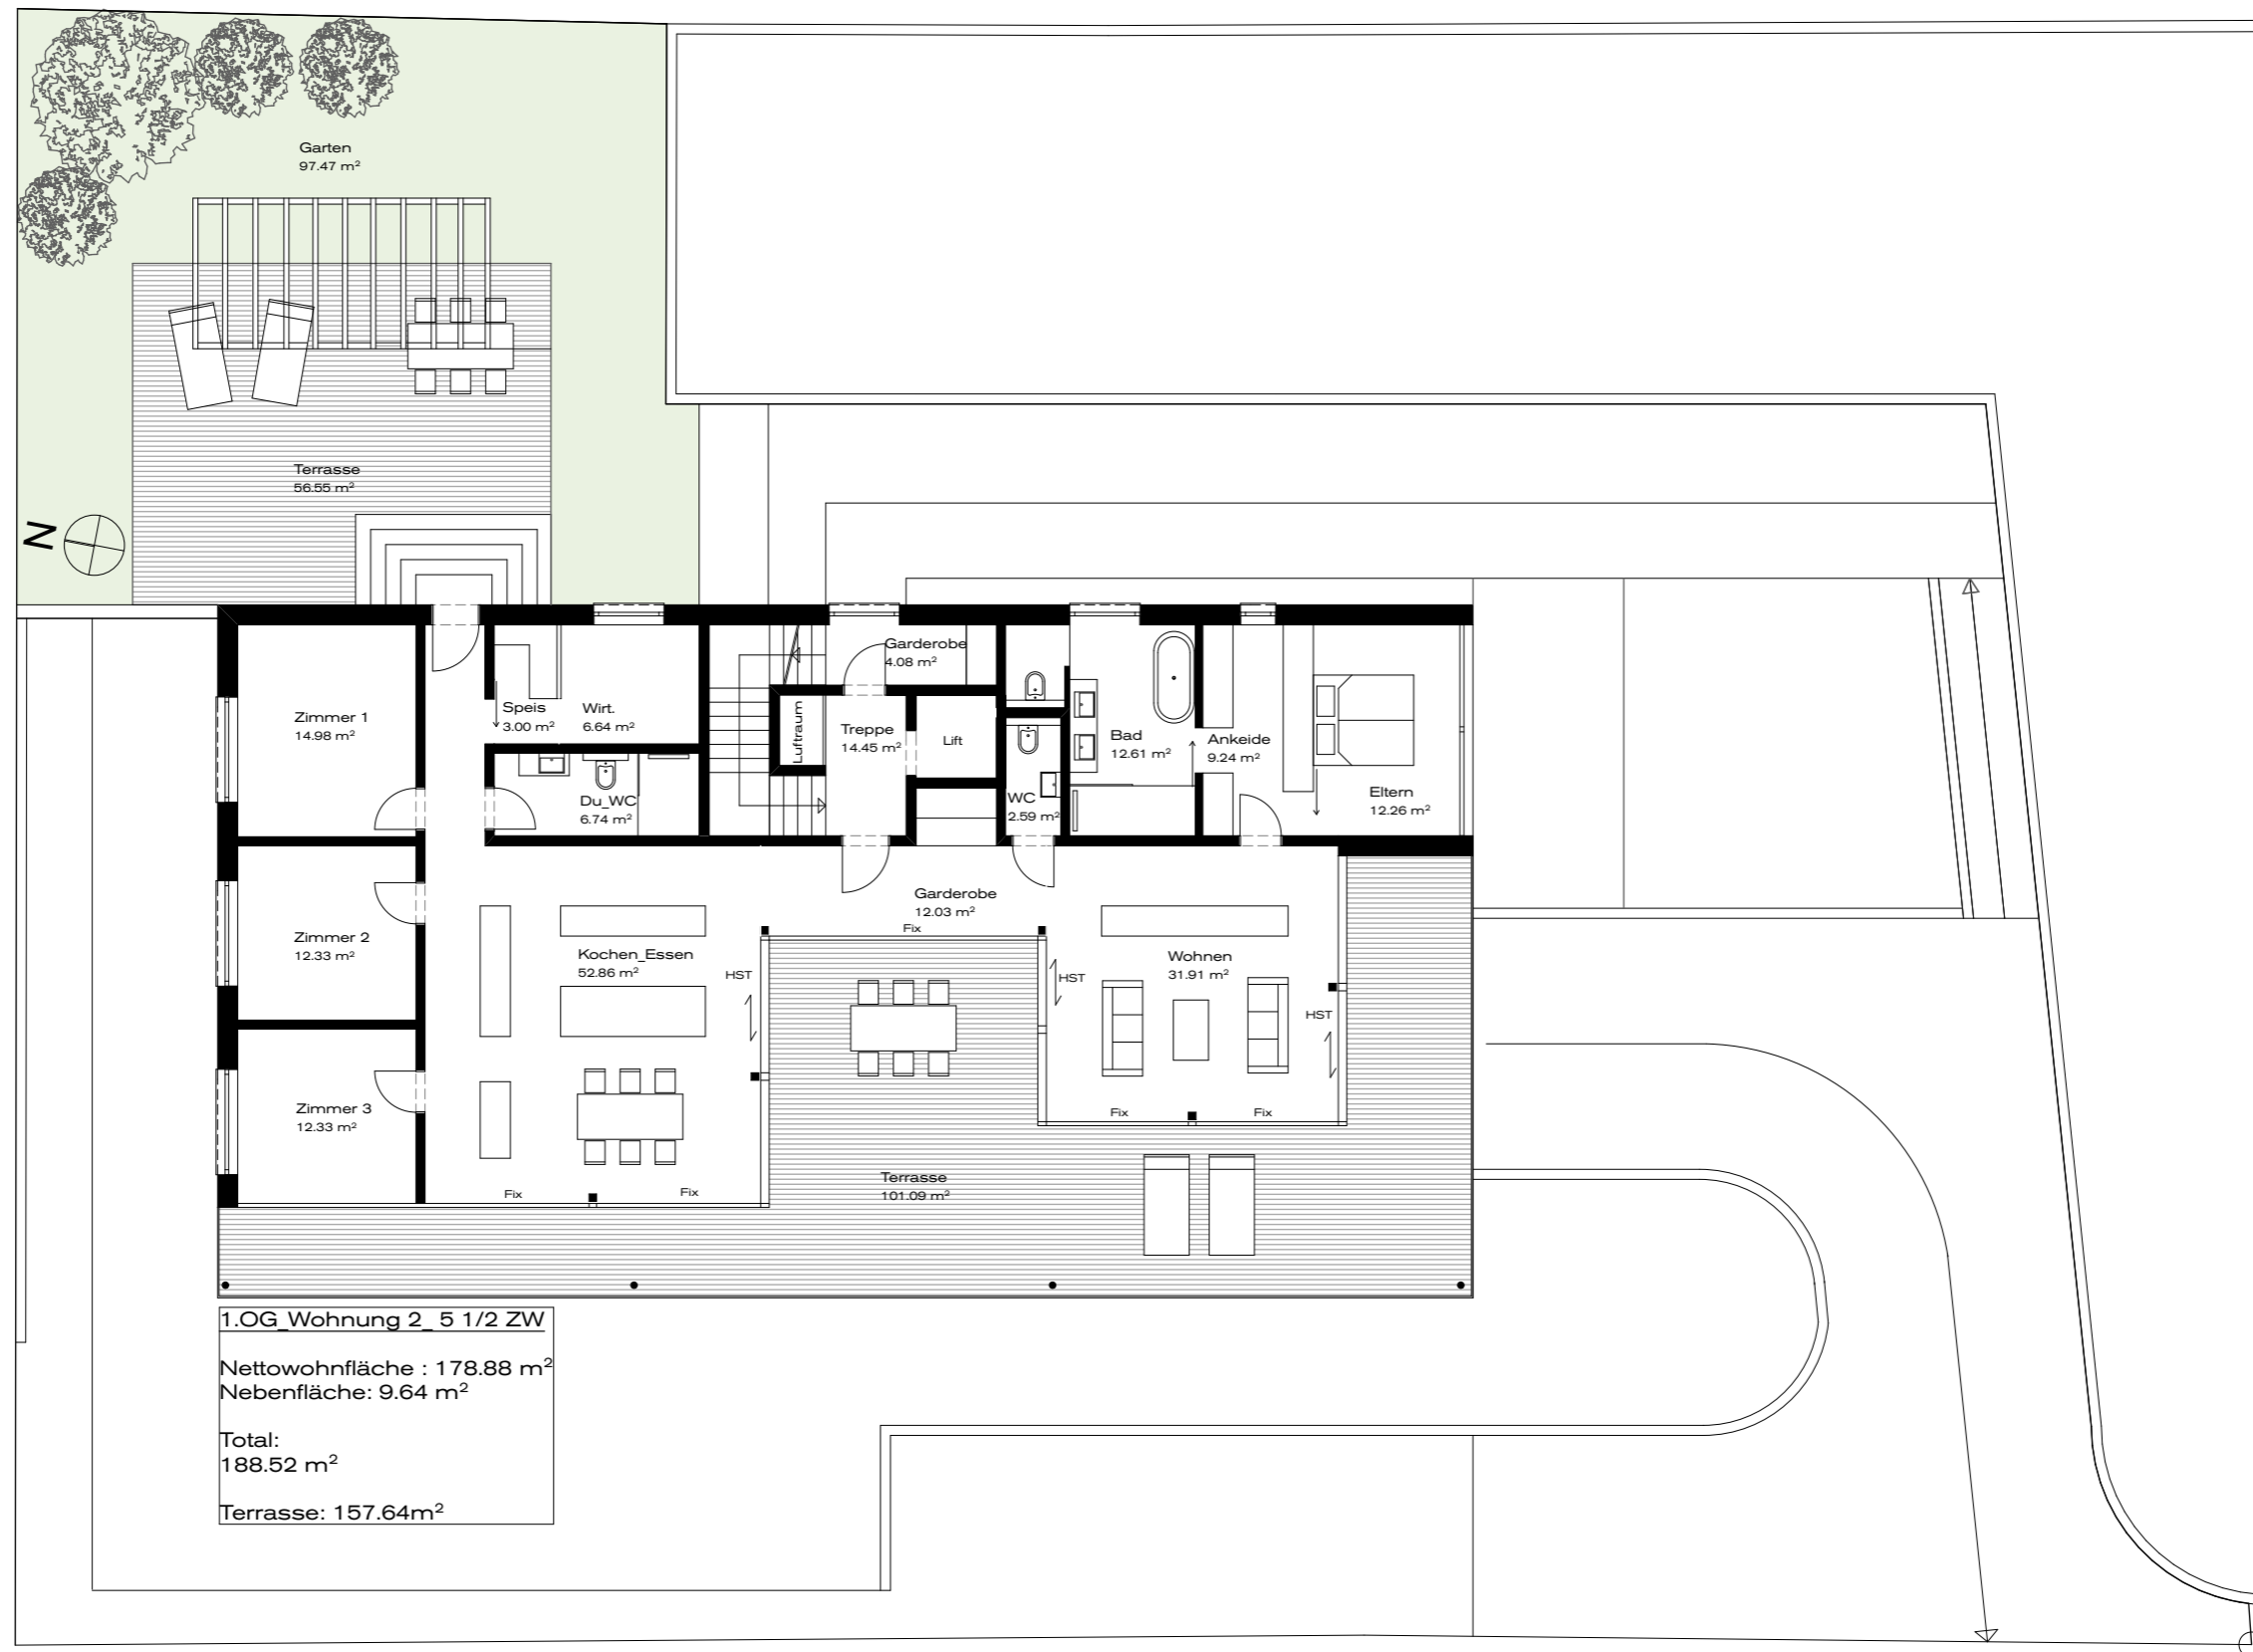 Garten
97.47 m²
Terrasse
56.55 m²
N
Garderobe
4.08 m²
Speis
3.00 m²
Wirt.
6.64 m²
Zimmer 1
14.98 m²
Luftraum
Treppe
14.45 m²
Lift
Bad
12.61 m²
Ankeide
9.24 m²
Du_WC
6.74 m²
WC
2.59 m²
Eltern
12.26 m²
Garderobe
12.03 m²
Fix
Zimmer 2
12.33 m²
Kochen_Essen
52.86 m²
HST
HST
Wohnen
31.91 m²
HST
Zimmer 3
12.33 m²
Fix
Fix
Fix
Fix
Terrasse
101.09 m²
1.OG_Wohnung 2_ 5 1/2 ZW
Nettowohnfläche : 178.88 m²
Nebenfläche: 9.64 m²
Total:
188.52 m²
Terrasse: 157.64m²